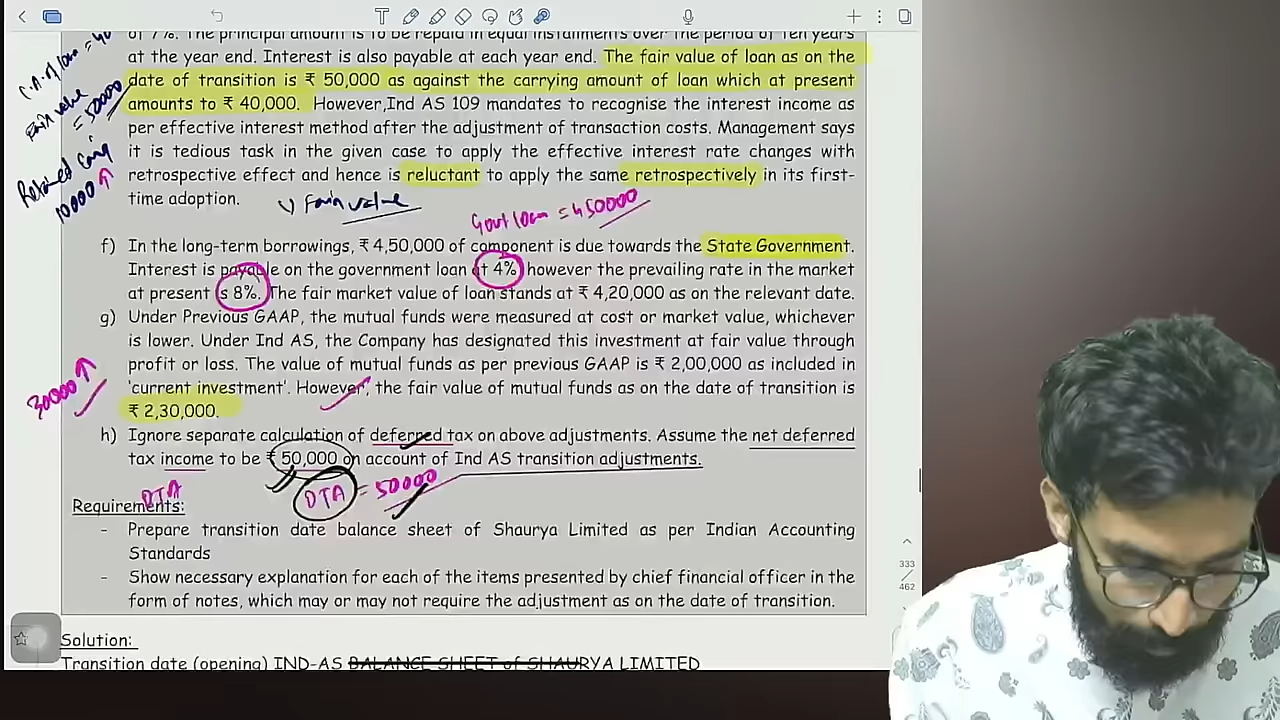 of 7%. The principal amount is to be repaid in equal installments over the period of ten years
at the year end. Interest is also payable at each year end. The fair value of loan as on the
date of transition is ₹ 50,000 as against the carrying amount of loan which at present
amounts to ₹ 40,000. However,Ind AS 109 mandates to recognise the interest income as
per effective interest method after the adjustment of transaction costs. Management says
it is tedious task in the given case to apply the effective interest rate changes with
retrospective effect and hence is reluctant to apply the same retrospectively in its first-
time adoption.
C.A. of loan = 40
Fair value
= 50000
Retained
10000 ↑
Fair value
Govt loan = 450000
f) In the long-term borrowings, ₹ 4,50,000 of component is due towards the State Government.
Interest is payable on the government loan at 4% however the prevailing rate in the market
at present is 8%. The fair market value of loan stands at ₹ 4,20,000 as on the relevant date.
g) Under Previous GAAP, the mutual funds were measured at cost or market value, whichever
is lower. Under Ind AS, the Company has designated this investment at fair value through
profit or loss. The value of mutual funds as per previous GAAP is ₹ 2,00,000 as included in
'current investment'. However, the fair value of mutual funds as on the date of transition is
₹ 2,30,000.
30000 ↑
h) Ignore separate calculation of deferred tax on above adjustments. Assume the net deferred
tax income to be ₹ 50,000 on account of Ind AS transition adjustments.
DTA
DTA = 50000
Requirements:
- Prepare transition date balance sheet of Shaurya Limited as per Indian Accounting
Standards
- Show necessary explanation for each of the items presented by chief financial officer in the
form of notes, which may or may not require the adjustment as on the date of transition.
333
462
Solution:
Transition date (opening) IND-AS BALANCE SHEET of SHAURYA LIMITED